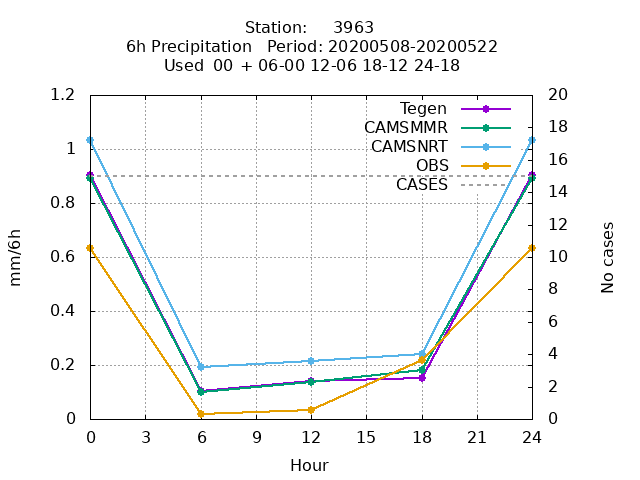 Station:     3963
6h Precipitation   Period: 20200508-20200522
Used  00 + 06-00 12-06 18-12 24-18
1.2
1
0.8
0.6
0.4
0.2
0
mm/6h
20
18
16
14
12
10
8
6
4
2
0
No cases
Tegen
CAMSMMR
CAMSNRT
OBS
CASES
0 3 6 9 12 15 18 21 24
Hour